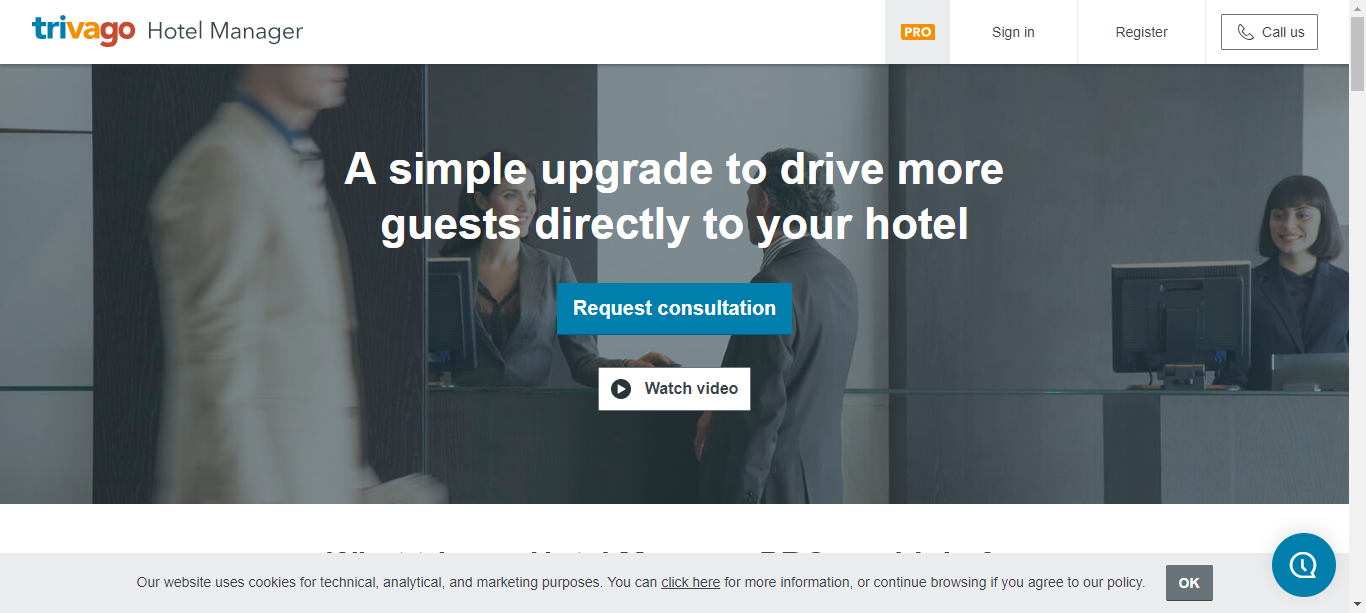 trivago Hotel Manager
PRO
Sign in
Register
Call us
A simple upgrade to drive more
guests directly to your hotel
Request consultation
Watch video
Our website uses cookies for technical, analytical, and marketing purposes. You can click here for more information, or continue browsing if you agree to our policy.
OK